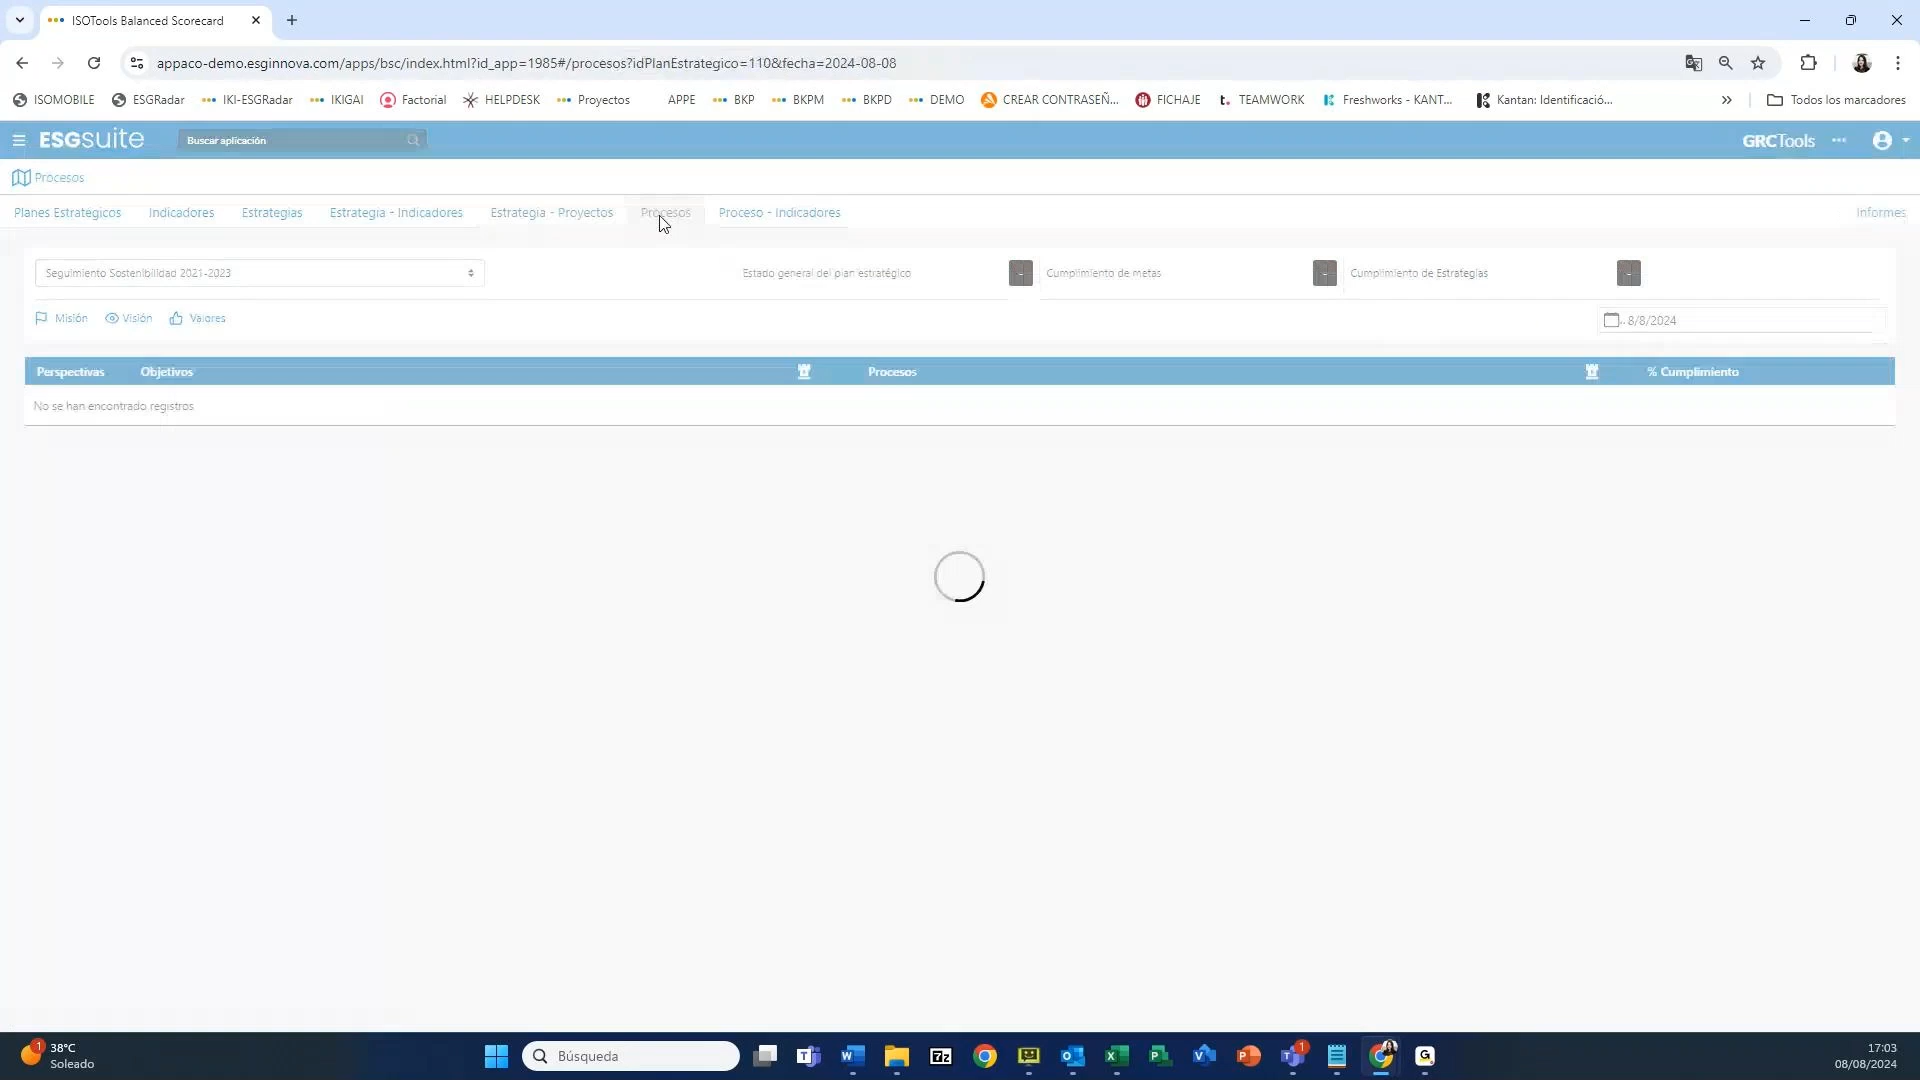 ISOTools Balanced Scorecard
appaco-demo.esginnova.com/apps/bsc/index.html?id_app=1985#/procesos?idPlanEstrategico=110&fecha=2024-08-08
ISOMOBILE ESGRadar IKI-ESGRadar IKIGAI Factorial HELPDESK Proyectos APPE BKP BKPM BKPD DEMO CREAR CONTRASEÑ... FICHAJE t. TEAMWORK Freshworks - KANT... Kantan: Identificació... » Todos los marcadores
ESGsuite Buscar aplicación GRCTools
Procesos
Planes Estratégicos Indicadores Estrategias Estrategia - Indicadores Estrategia - Proyectos Procesos Proceso - Indicadores Informes
Seguimiento Sostenibilidad 2021-2023 Estado general del plan estratégico - Cumplimiento de metas - Cumplimiento de Estrategias -
Misión Visión Valores 8/8/2024
Perspectivas Objetivos Procesos % Cumplimiento
No se han encontrado registros
1 38°C
Soleado
Búsqueda
1
17:03
08/08/2024